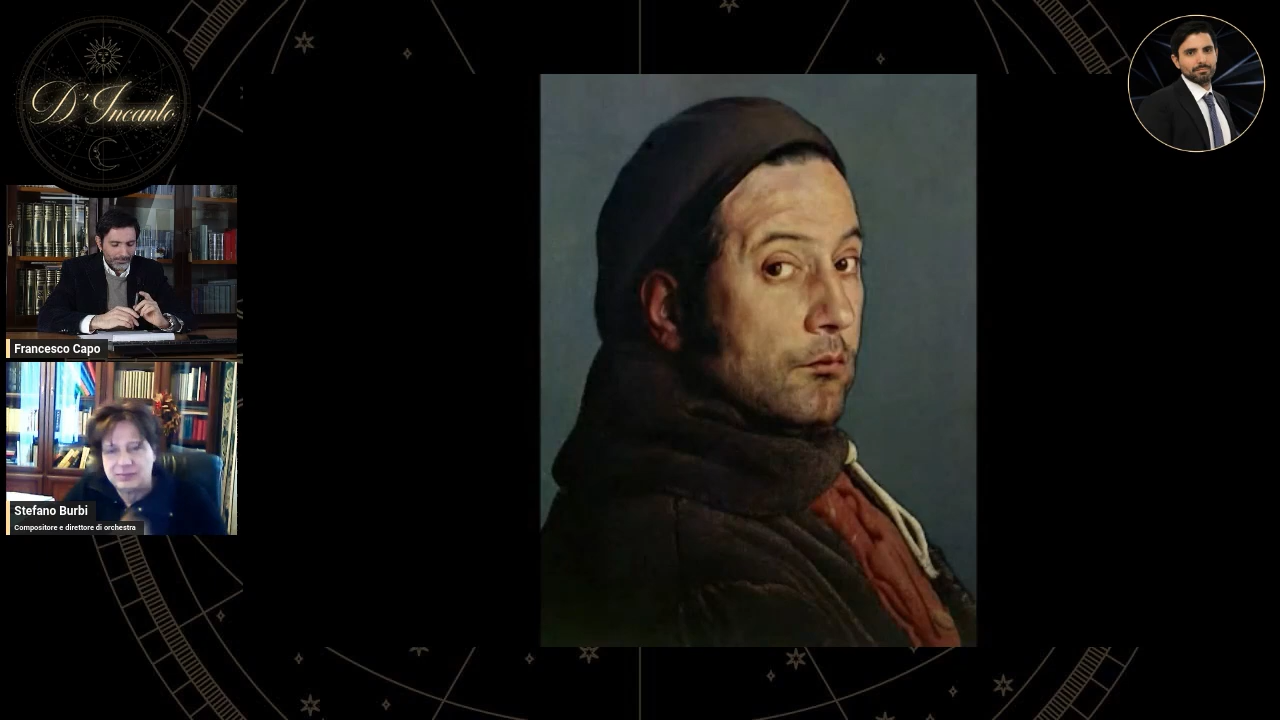 D'Incanto
Francesco Capo
Stefano Burbi
Compositore e direttore di orchestra